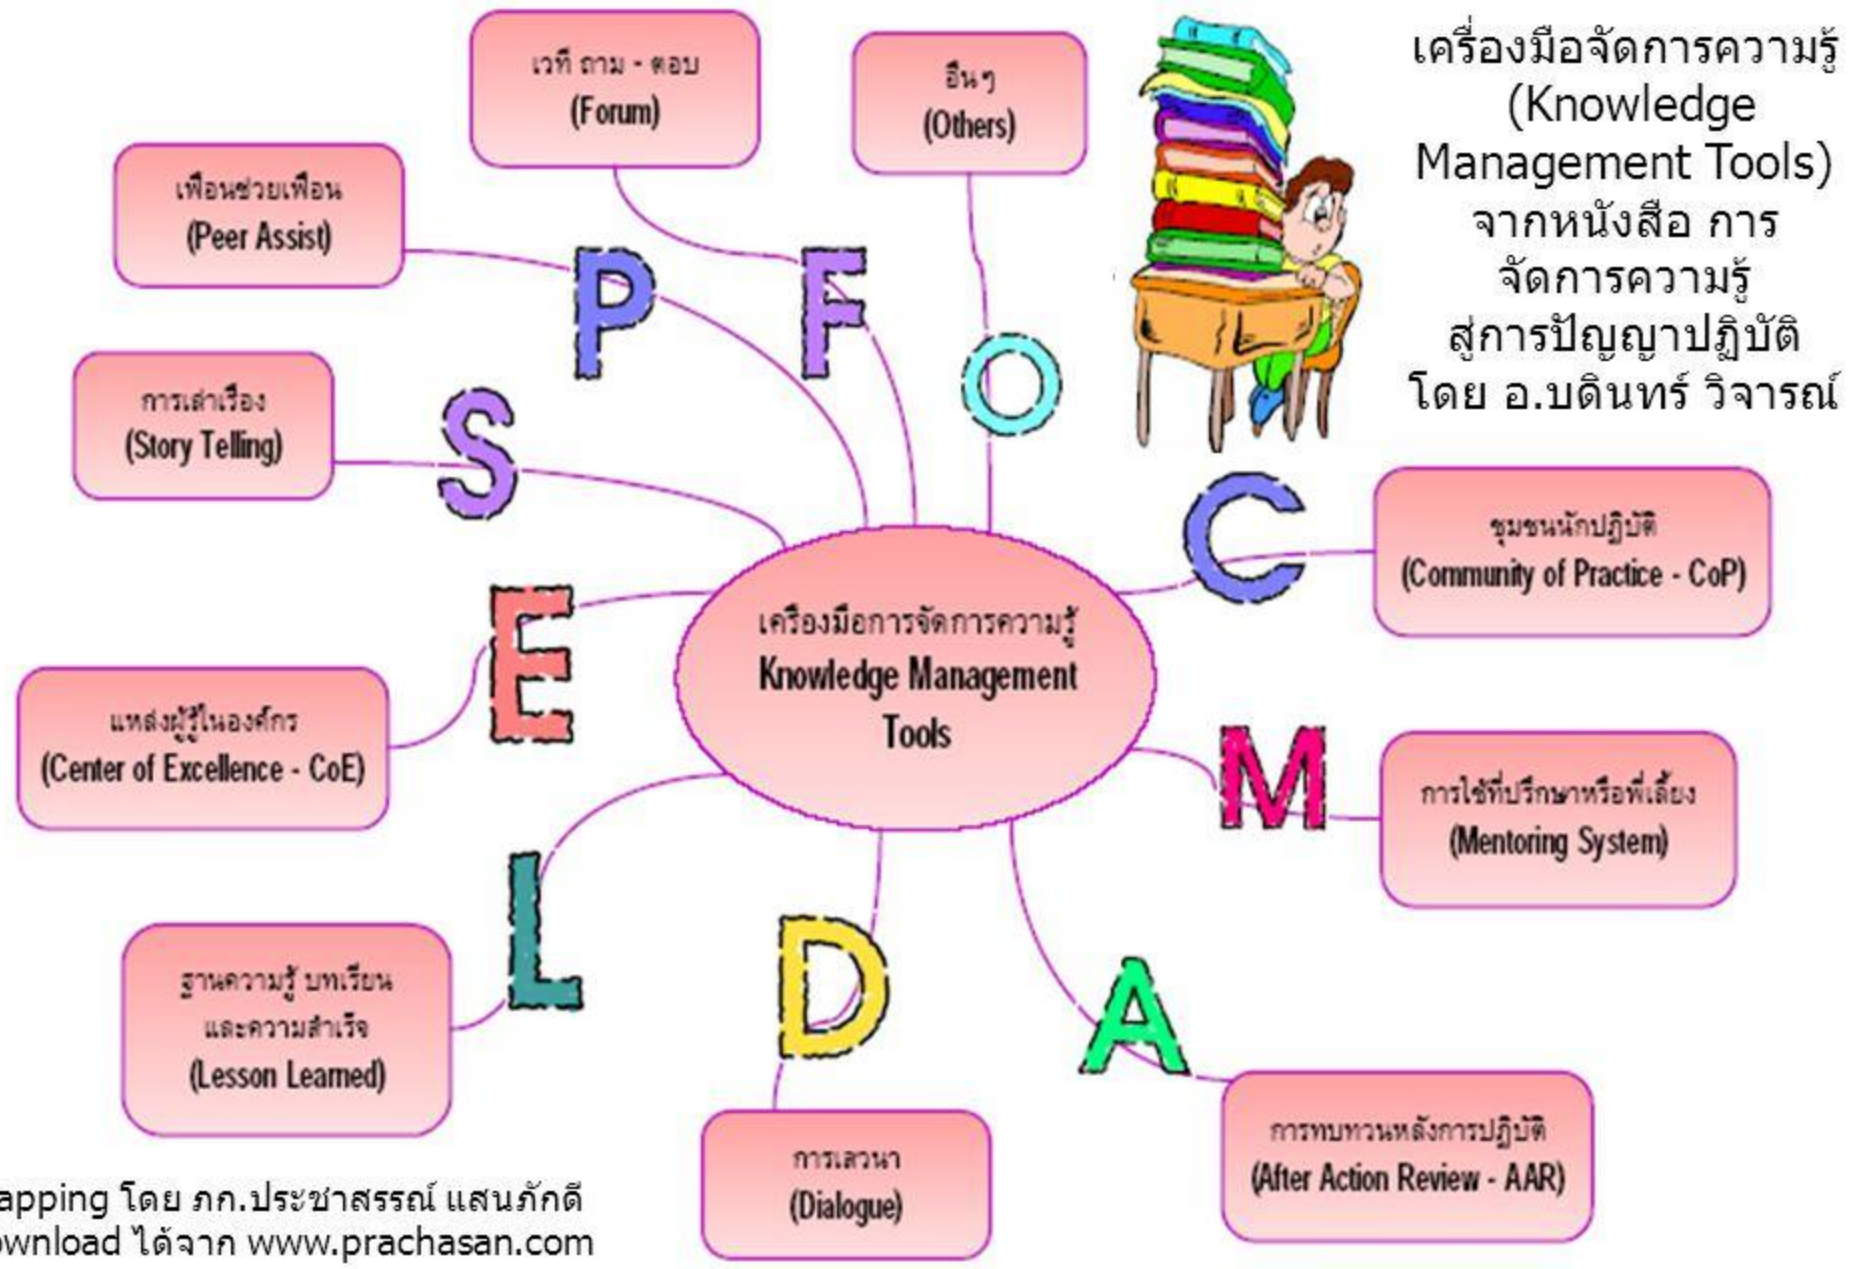 เวที ถาม - ตอบ
(Forum)
อื่นๆ
(Others)
เครื่องมือจัดการความรู้
(Knowledge
Management Tools)
จากหนังสือ การ
จัดการความรู้
สู่การปัญญาปฏิบัติ
โดย อ.บดินทร์ วิจารณ์
เพื่อนช่วยเพื่อน
(Peer Assist)
P
F
O
การเล่าเรื่อง
(Story Telling)
S
C
ชุมชนนักปฏิบัติ
(Community of Practice - CoP)
E
เครื่องมือการจัดการความรู้
Knowledge Management
Tools
แหล่งผู้รู้ในองค์กร
(Center of Excellence - CoE)
M
การใช้ที่ปรึกษาหรือพี่เลี้ยง
(Mentoring System)
L
ฐานความรู้ บทเรียน
และความสำเร็จ
(Lesson Learned)
D
A
การเสวนา
(Dialogue)
การทบทวนหลังการปฏิบัติ
(After Action Review - AAR)
apping โดย ภก.ประชาสรรณ์ แสนภักดี
ownload ได้จาก www.prachasan.com